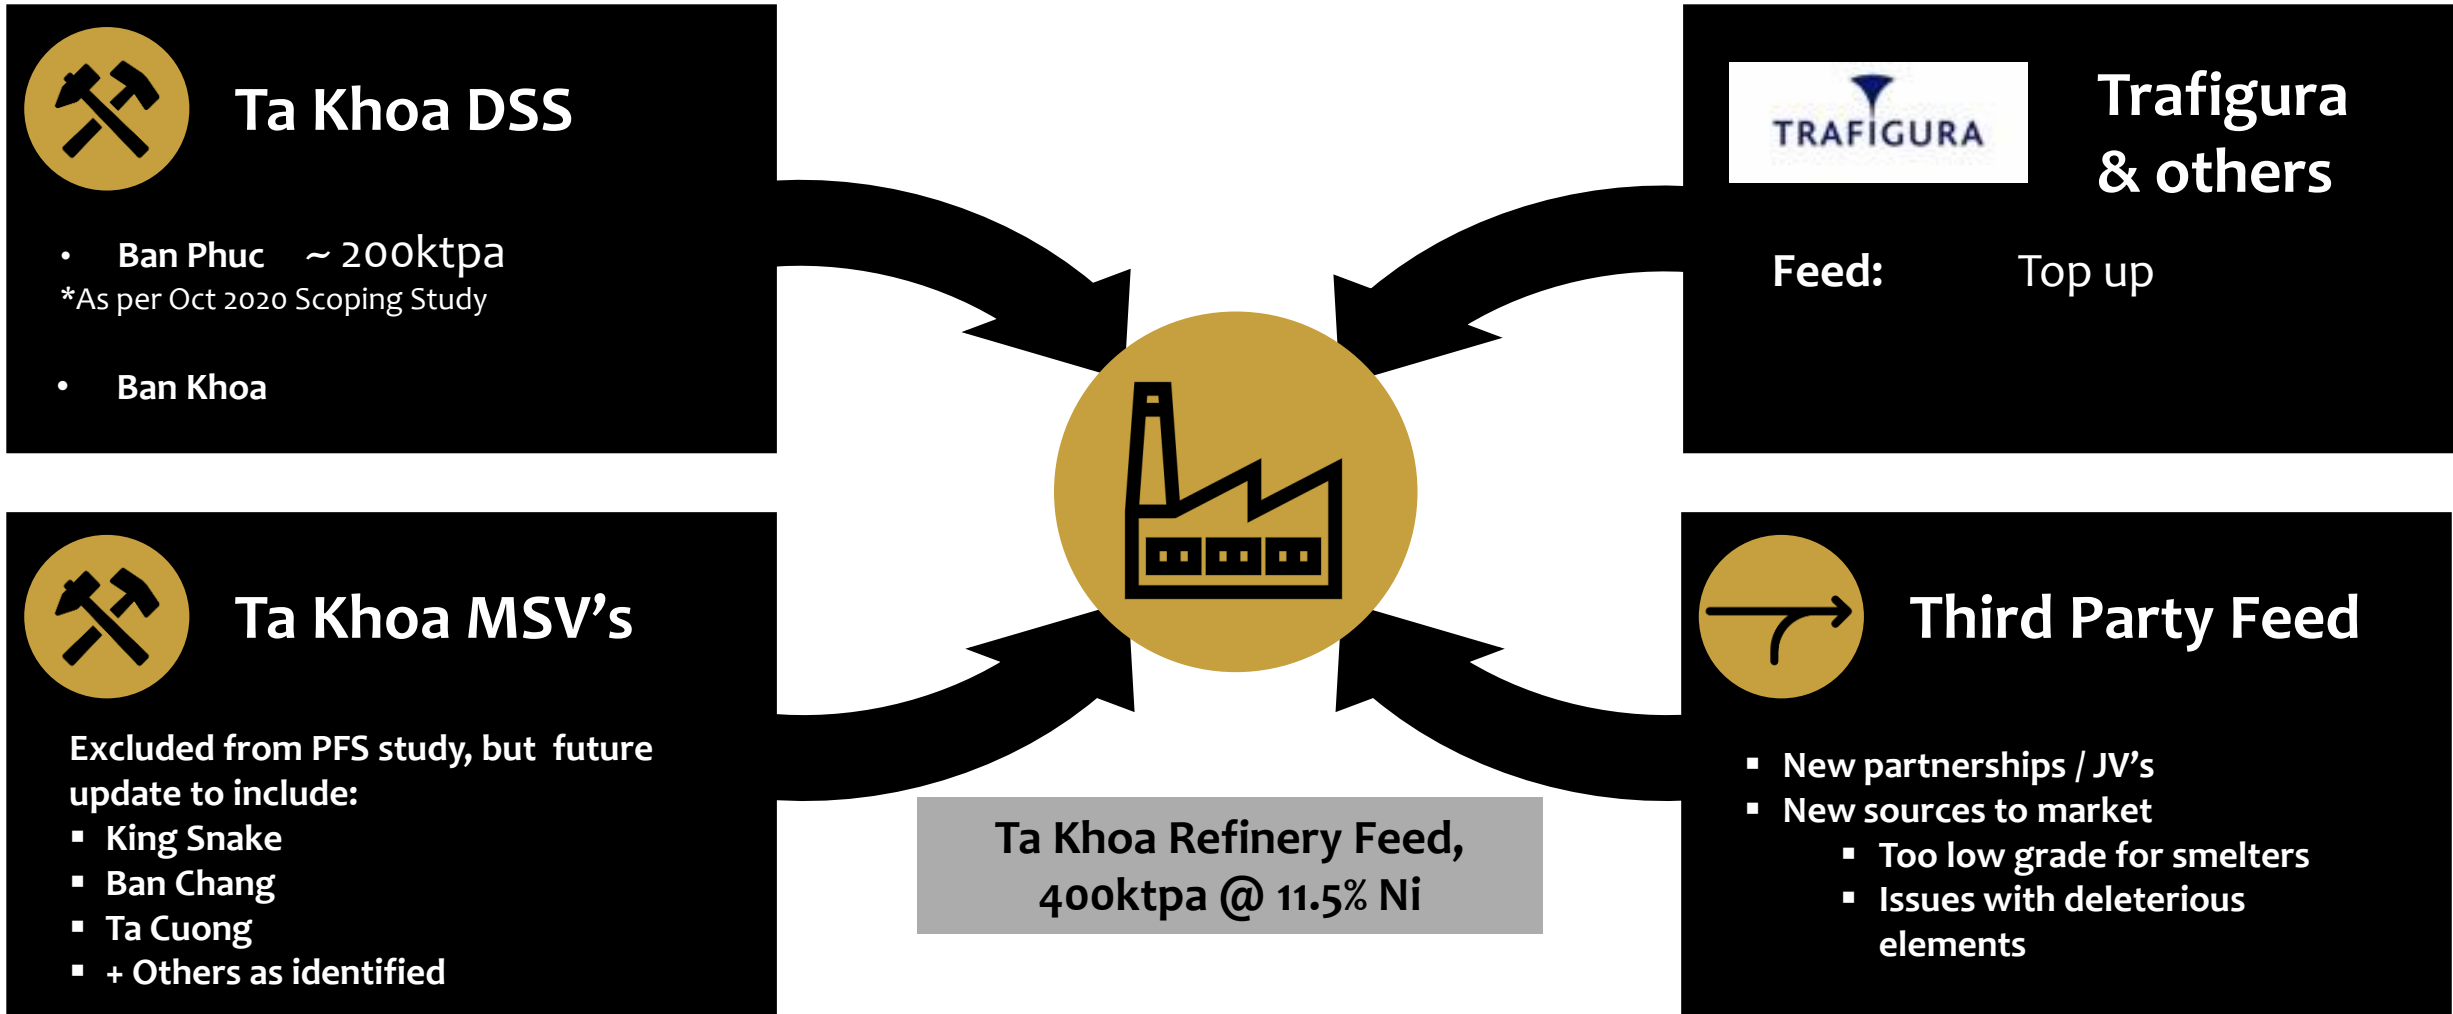 Ta Khoa DSS
• Ban Phuc ~ 200ktpa
*As per Oct 2020 Scoping Study
• Ban Khoa
TRAFIGURA
Trafigura
& others
Feed: Top up
Ta Khoa MSV’s
Excluded from PFS study, but future
update to include:
▪ King Snake
▪ Ban Chang
▪ Ta Cuong
▪ + Others as identified
Ta Khoa Refinery Feed,
400ktpa @ 11.5% Ni
Third Party Feed
▪ New partnerships / JV’s
▪ New sources to market
▪ Too low grade for smelters
▪ Issues with deleterious
elements